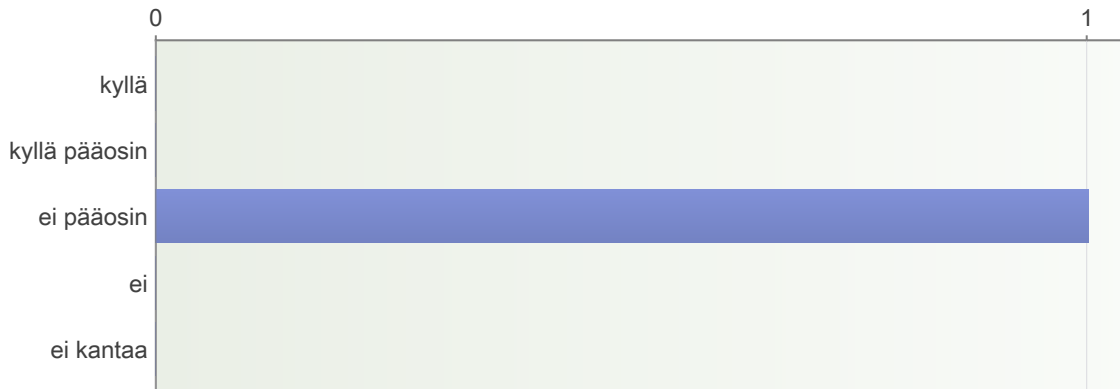 0 1
kyllä
kyllä pääosin
ei pääosin
ei
ei kantaa